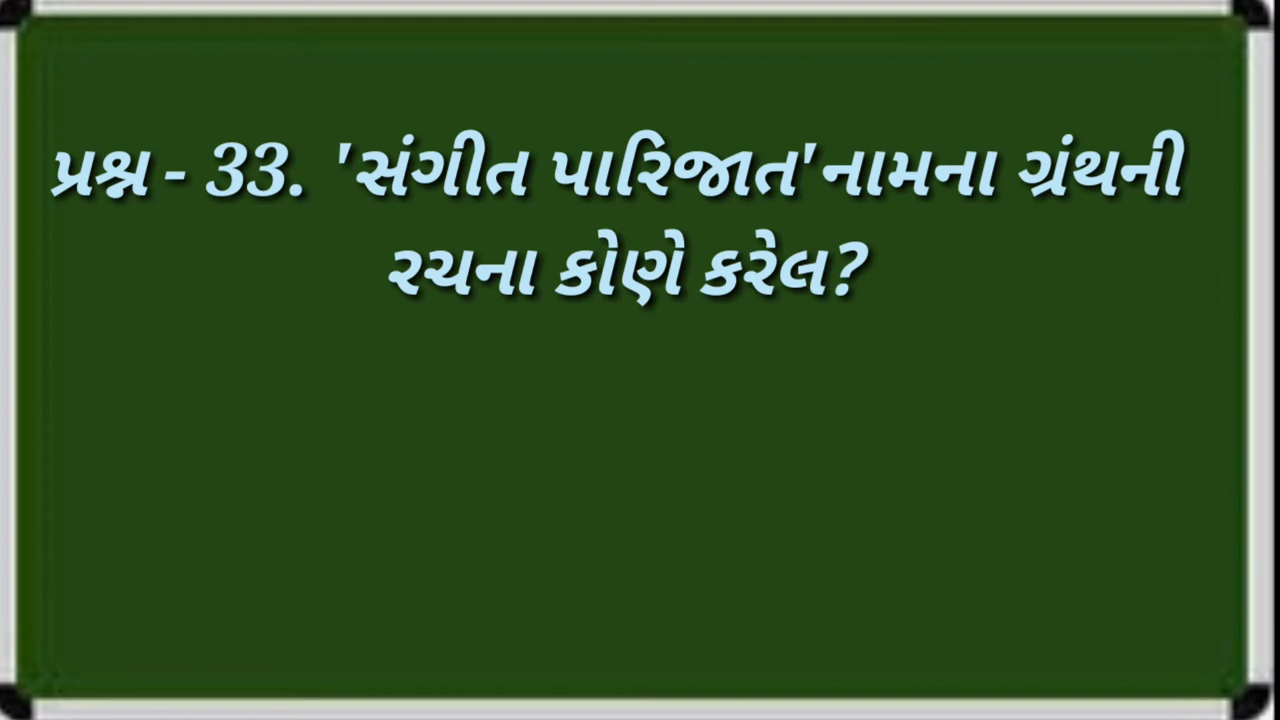 પ્રશ્ન - 33. 'સંગીત પારિજાત'નામના ગ્રંથની
રચના કોણે કરેલ?